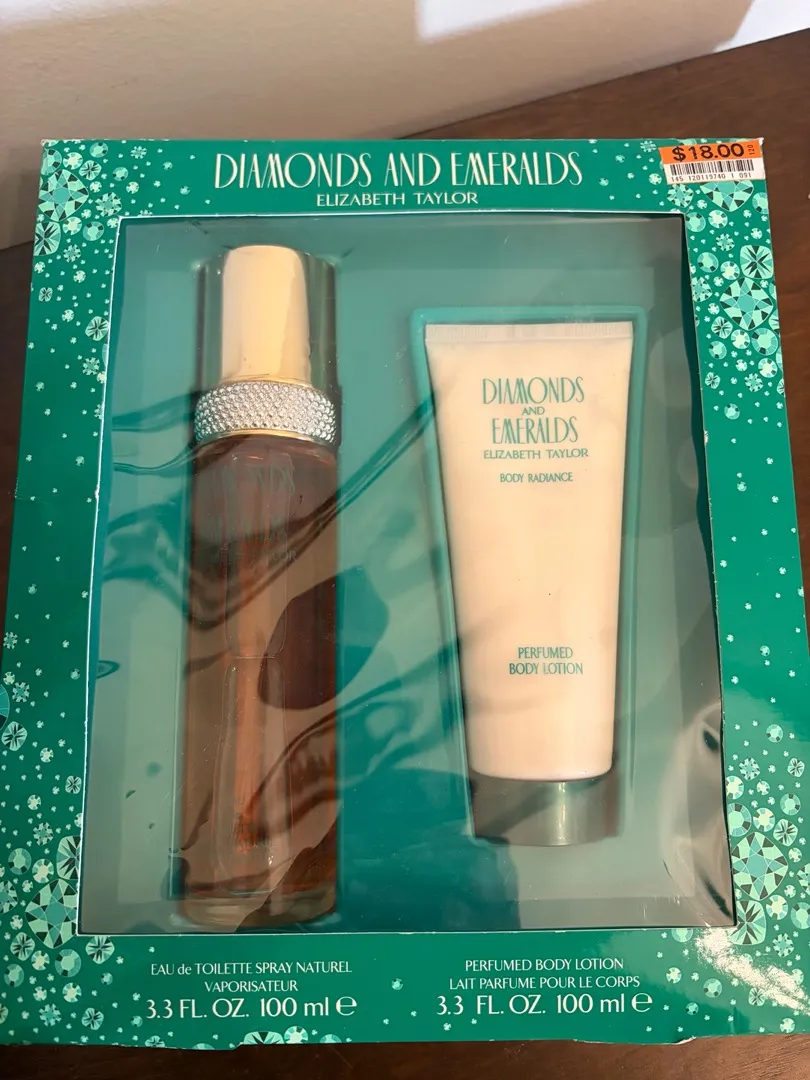 DIAMONDS AND EMERALDS
ELIZABETH TAYLOR
$18.00
DIAMONDS
AND
EMERALDS
ELIZABETH TAYLOR
BODY RADIANCE
PERFUMED
BODY LOTION
EAU de TOILETTE SPRAY NATUREL
VAPORISATEUR
3.3 FL. OZ. 100 ml e
PERFUMED BODY LOTION
LAIT PARFUME POUR LE CORPS
3.3 FL. OZ. 100 ml e